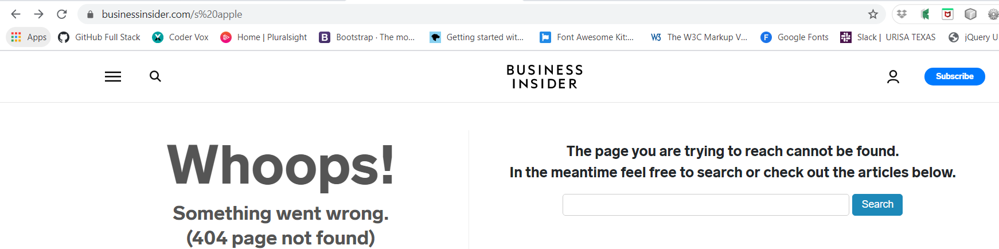 businessinsider.com/s%20apple
Apps GitHub Full Stack Coder Vox Home | Pluralsight B Bootstrap · The mo... Getting started wit... Font Awesome Kit:... W3 The W3C Markup V... F Google Fonts Slack | URISA TEXAS jQuery U
BUSINESS
INSIDER
Subscribe
Whoops!
Something went wrong.
(404 page not found)
The page you are trying to reach cannot be found.
In the meantime feel free to search or check out the articles below.
Search